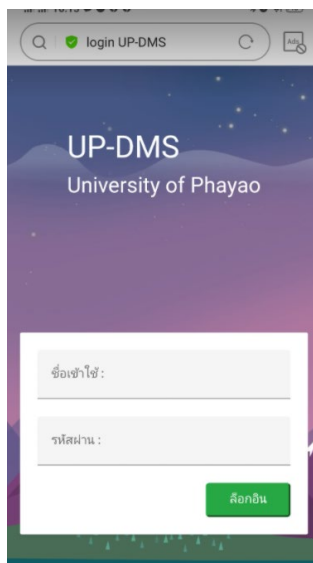 login UP-DMS
Ads
UP-DMS
University of Phayao
ชื่อเข้าใช้ :
รหัสผ่าน :
ล็อกอิน